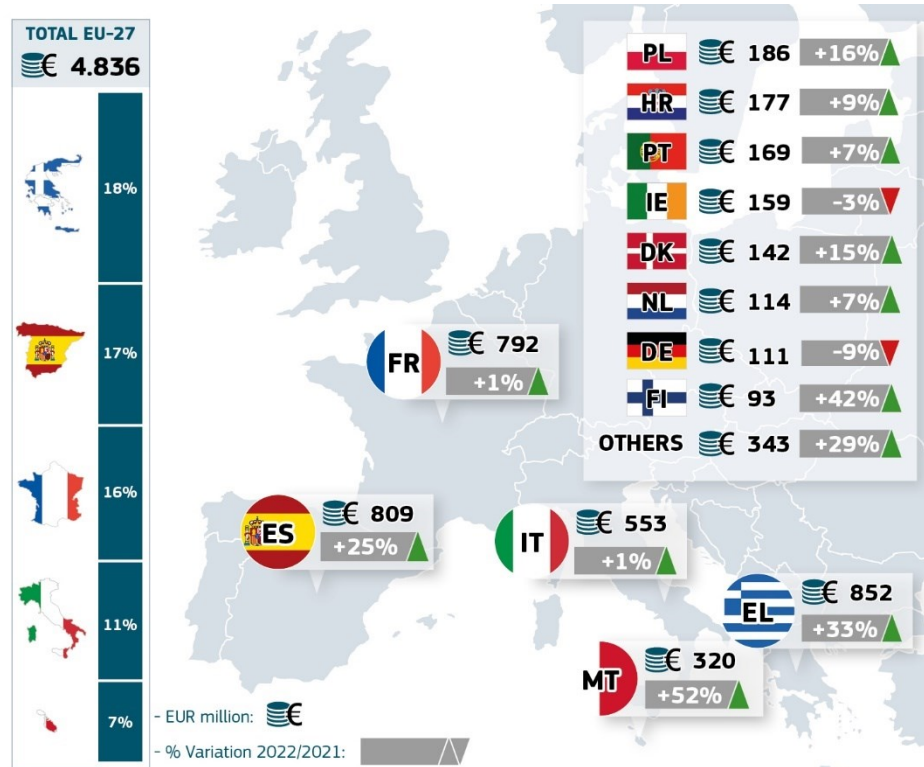 TOTAL EU-27
€ 4.836
18%
17%
16%
11%
7%
PL € 186 +16%
HR € 177 +9%
PT € 169 +7%
IE € 159 -3%
DK € 142 +15%
NL € 114 +7%
DE € 111 -9%
FI € 93 +42%
OTHERS € 343 +29%
FR € 792
+1%
ES € 809
+25%
IT € 553
+1%
EL € 852
+33%
MT € 320
+52%
- EUR million: €
- % Variation 2022/2021: